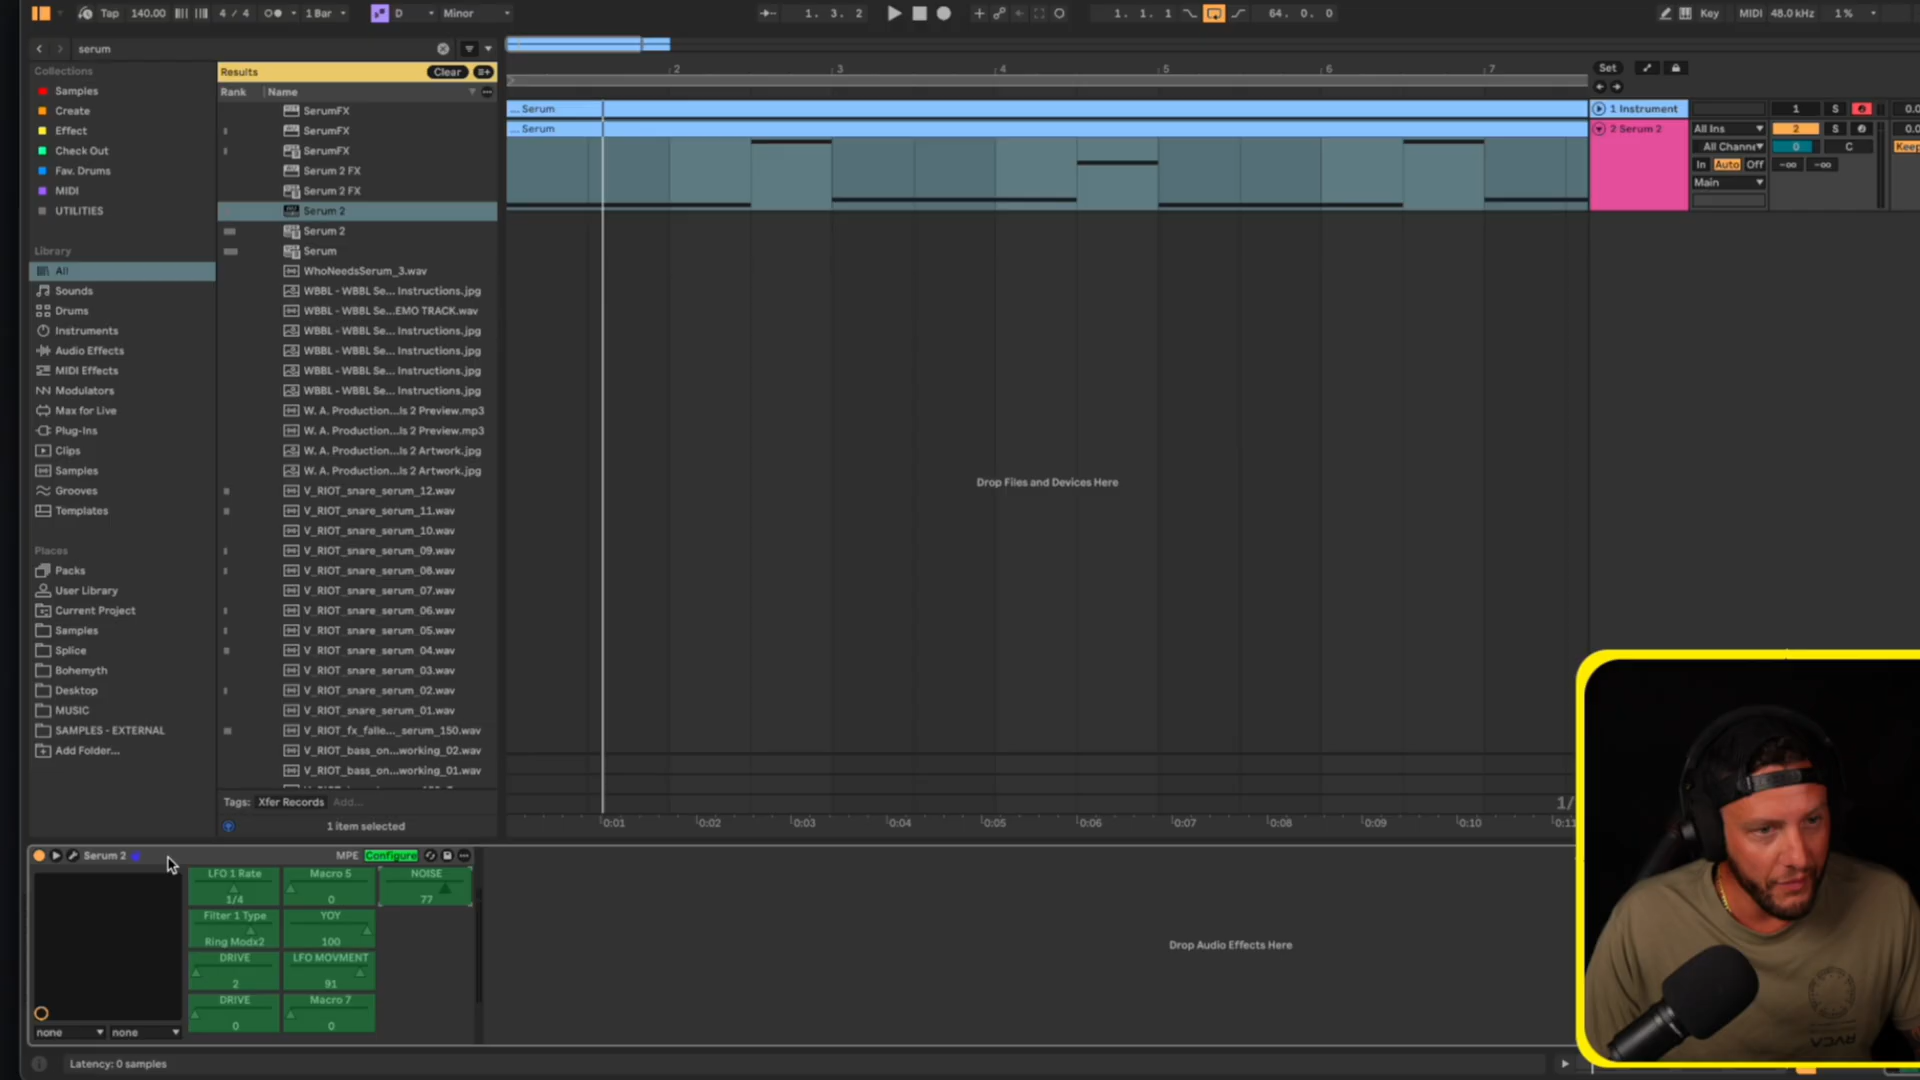 Tap 140.00 4 / 4 1 Bar D Minor 1. 3. 2 1. 1. 1 64. 0. 0 Key MIDI 48.0 kHz 1 %
serum
Collections
Samples
Create
Effect
Check Out
Fav. Drums
MIDI
UTILITIES
Library
All
Sounds
Drums
Instruments
Audio Effects
MIDI Effects
Modulators
Max for Live
Plug-Ins
Clips
Samples
Grooves
Templates
Places
Packs
User Library
Current Project
Samples
Splice
Bohemyth
Desktop
MUSIC
SAMPLES - EXTERNAL
Add Folder...
Results Clear
Rank Name
SerumFX
SerumFX
SerumFX
Serum 2 FX
Serum 2 FX
Serum 2
Serum 2
Serum
WhoNeedsSerum_3.wav
WBBL - WBBL Se... Instructions.jpg
WBBL - WBBL Se...EMO TRACK.wav
WBBL - WBBL Se... Instructions.jpg
WBBL - WBBL Se... Instructions.jpg
WBBL - WBBL Se... Instructions.jpg
WBBL - WBBL Se... Instructions.jpg
W. A. Production...ls 2 Preview.mp3
W. A. Production...ls 2 Preview.mp3
W. A. Production...ls 2 Artwork.jpg
W. A. Production...ls 2 Artwork.jpg
V_RIOT_snare_serum_12.wav
V_RIOT_snare_serum_11.wav
V_RIOT_snare_serum_10.wav
V_RIOT_snare_serum_09.wav
V_RIOT_snare_serum_08.wav
V_RIOT_snare_serum_07.wav
V_RIOT_snare_serum_06.wav
V_RIOT_snare_serum_05.wav
V_RIOT_snare_serum_04.wav
V_RIOT_snare_serum_03.wav
V_RIOT_snare_serum_02.wav
V_RIOT_snare_serum_01.wav
V_RIOT_fx_falle..._serum_150.wav
V_RIOT_bass_on...working_02.wav
V_RIOT_bass_on...working_01.wav
Tags: Xfer Records Add...
1 item selected
2 3 4 5 6 7 Set
... Serum 1 Instrument 1 S 0.0
... Serum 2 Serum 2 All Ins 2 S 0.0
All Channe 0 C Keep
In Auto Off -∞ -∞
Main
Drop Files and Devices Here
1/
0:01 0:02 0:03 0:04 0:05 0:06 0:07 0:08 0:09 0:10 0:11
Serum 2 MPE Configure
LFO 1 Rate Macro 5 NOISE
1/4 0 77
Filter 1 Type YOY
Ring Modx2 100
DRIVE LFO MOVMENT
2 91
DRIVE Macro 7
0 0
none none
Drop Audio Effects Here
RVCA
Latency: 0 samples